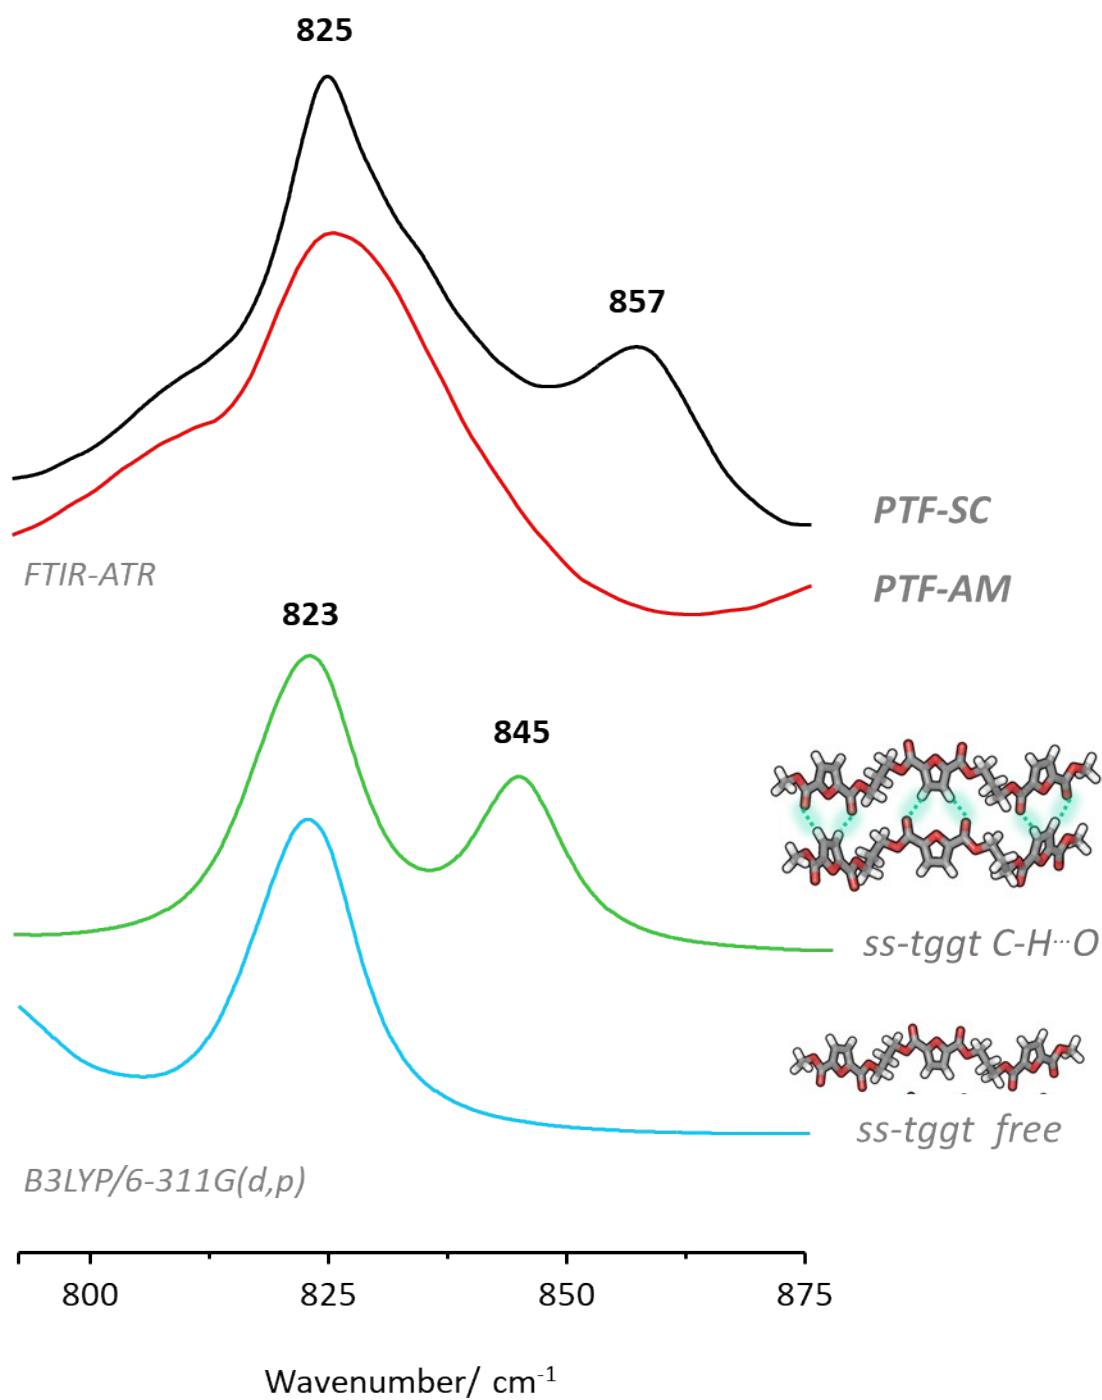 825
857
PTF-SC
FTIR-ATR
PTF-AM
823
845
ss-tggt C-H···O
ss-tggt free
B3LYP/6-311G(d,p)
800 825 850 875
Wavenumber/ cm-1